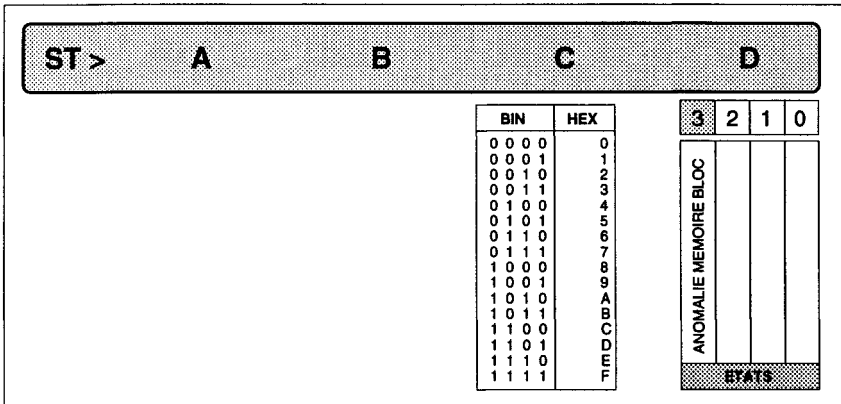 ST > A B C D
BIN HEX
3 2 1 0
0 0 0 0 0
0 0 0 1 1
0 0 1 0 2
0 0 1 1 3
0 1 0 0 4
0 1 0 1 5
0 1 1 0 6
0 1 1 1 7
1 0 0 0 8
1 0 0 1 9
1 0 1 0 A
1 0 1 1 B
1 1 0 0 C
1 1 0 1 D
1 1 1 0 E
1 1 1 1 F
ANOMALIE MEMOIRE BLOC
ETATS